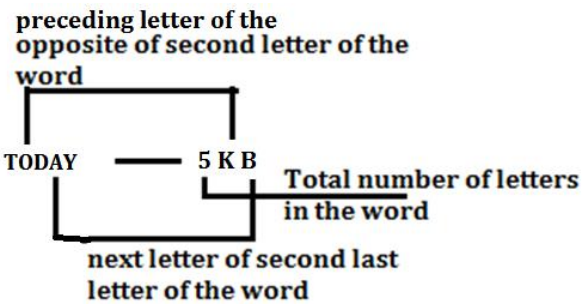 preceding letter of the
opposite of second letter of the
word
TODAY — 5 K B
Total number of letters
in the word
next letter of second last
letter of the word